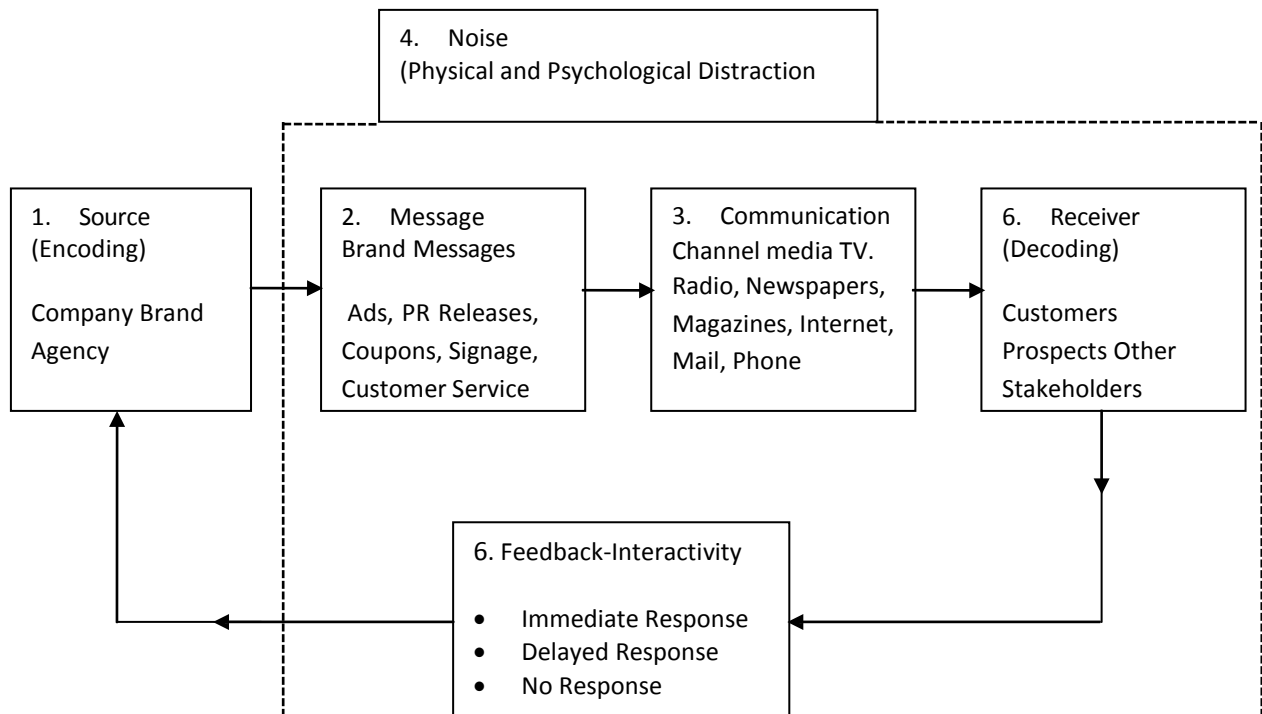 4. Noise
(Physical and Psychological Distraction
1. Source
(Encoding)
Company Brand
Agency
2. Message
Brand Messages
Ads, PR Releases,
Coupons, Signage,
Customer Service
3. Communication
Channel media TV.
Radio, Newspapers,
Magazines, Internet,
Mail, Phone
6. Receiver
(Decoding)
Customers
Prospects Other
Stakeholders
6. Feedback-Interactivity
• Immediate Response
• Delayed Response
• No Response